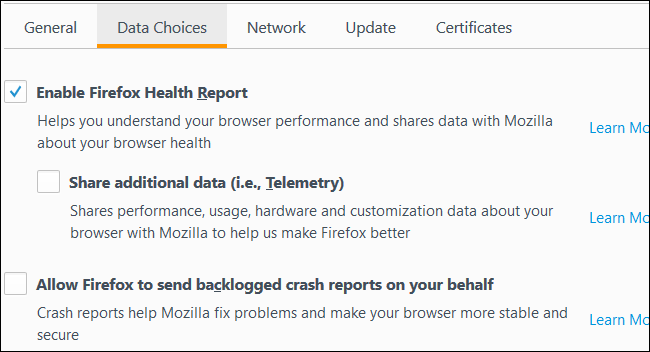 General Data Choices Network Update Certificates
Enable Firefox Health Report
Helps you understand your browser performance and shares data with Mozilla
about your browser health
Learn Mo
Share additional data (i.e., Telemetry)
Shares performance, usage, hardware and customization data about your
browser with Mozilla to help us make Firefox better
Learn Mo
Allow Firefox to send backlogged crash reports on your behalf
Crash reports help Mozilla fix problems and make your browser more stable and
secure
Learn Mo